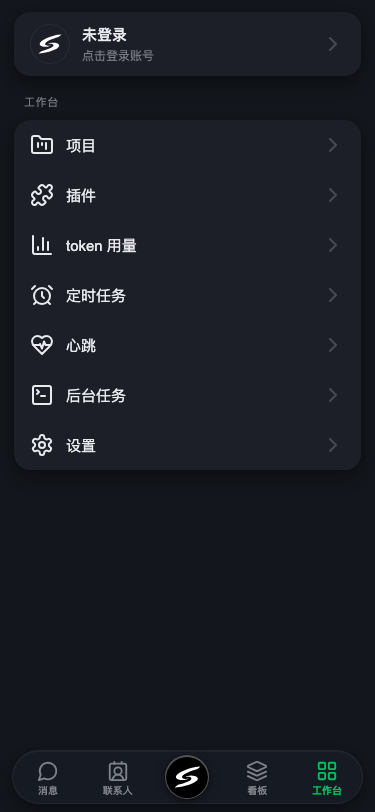 未登录
点击登录账号
工作台
项目
插件
token 用量
定时任务
心跳
后台任务
设置
消息
联系人
看板
工作台